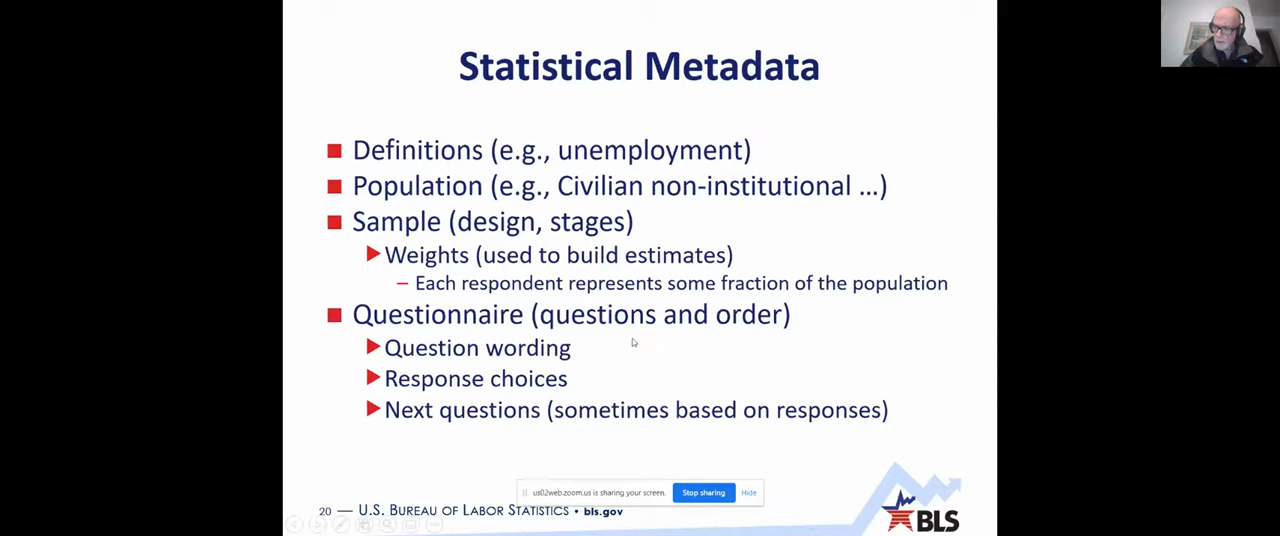 Statistical Metadata
Definitions (e.g., unemployment)
Population (e.g., Civilian non-institutional ...)
Sample (design, stages)
Weights (used to build estimates)
– Each respondent represents some fraction of the population
Questionnaire (questions and order)
Question wording
Response choices
Next questions (sometimes based on responses)
us02web.zoom.us is sharing your screen. Stop sharing Hide
20 — U.S. BUREAU OF LABOR STATISTICS • bls.gov
BLS